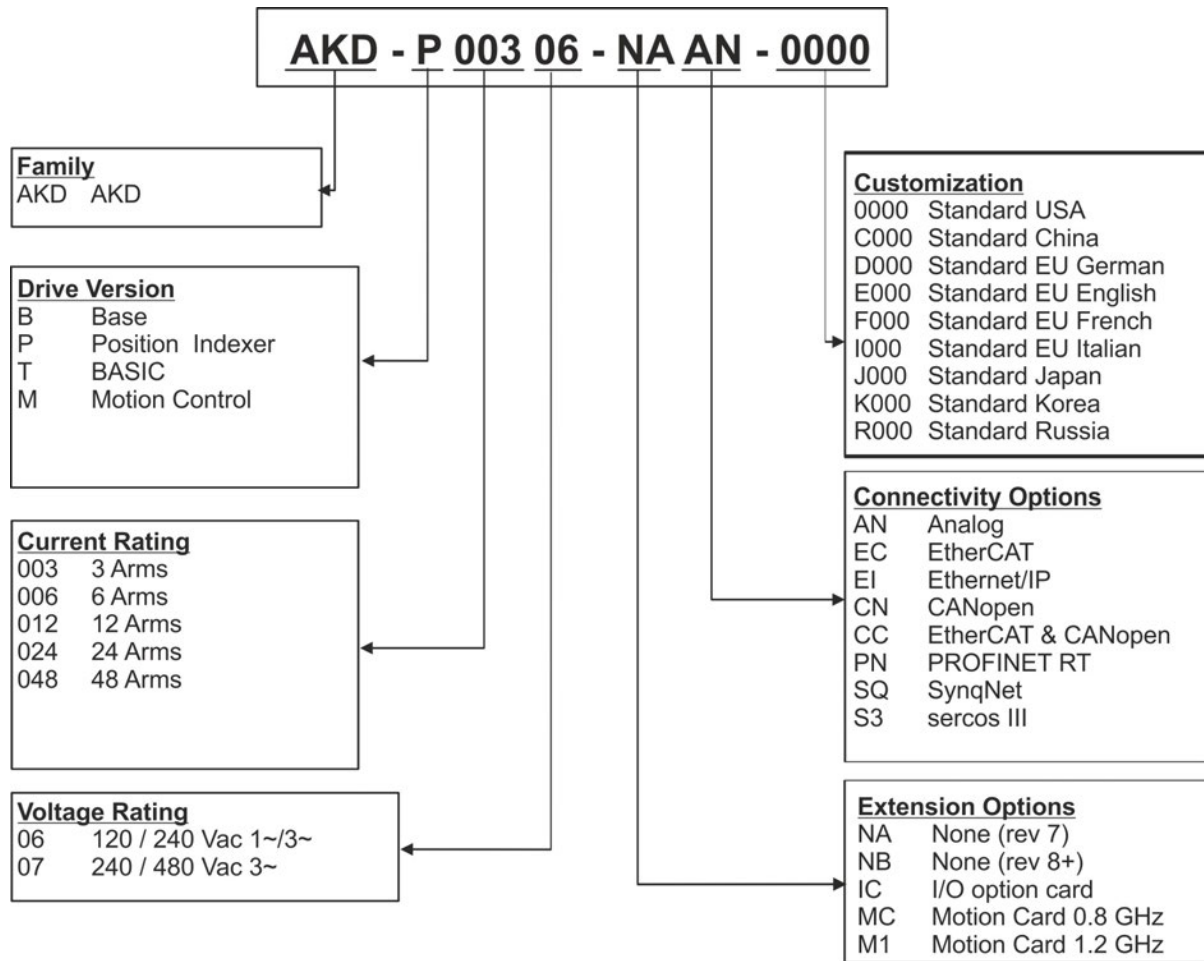 AKD - P 003 06 - NA AN - 0000
Family
AKD AKD
Drive Version
B Base
P Position Indexer
T BASIC
M Motion Control
Current Rating
003 3 Arms
006 6 Arms
012 12 Arms
024 24 Arms
048 48 Arms
Voltage Rating
06 120 / 240 Vac 1~/3~
07 240 / 480 Vac 3~
Customization
0000 Standard USA
C000 Standard China
D000 Standard EU German
E000 Standard EU English
F000 Standard EU French
I000 Standard EU Italian
J000 Standard Japan
K000 Standard Korea
R000 Standard Russia
Connectivity Options
AN Analog
EC EtherCAT
EI Ethernet/IP
CN CANopen
CC EtherCAT & CANopen
PN PROFINET RT
SQ SynqNet
S3 sercos III
Extension Options
NA None (rev 7)
NB None (rev 8+)
IC I/O option card
MC Motion Card 0.8 GHz
M1 Motion Card 1.2 GHz